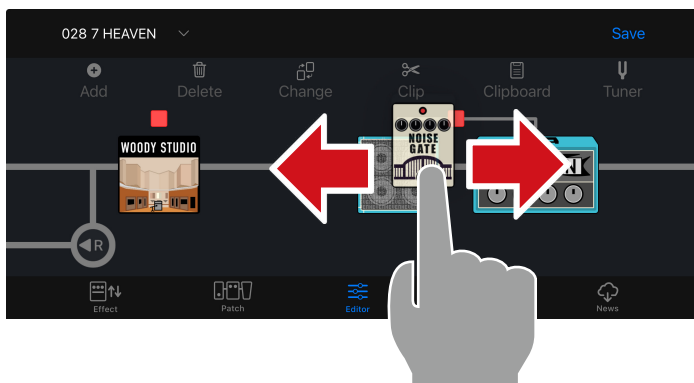 028 7 HEAVEN
Save
Add
Delete
Change
Clip
Clipboard
Tuner
WOODY STUDIO
NOISE
GATE
R
Effect
Patch
Editor
News